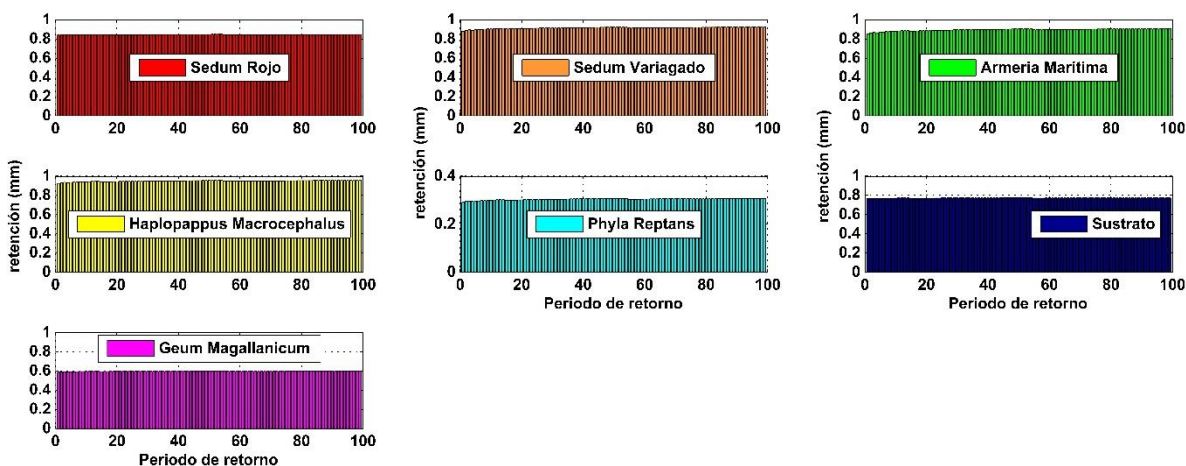 1
0.8
0.6
0.4
0.2
0
Sedum Rojo
0 20 40 60 80 100
1
0.8
0.6
0.4
0.2
0
Sedum Variagado
0 20 40 60 80 100
1
0.8
0.6
0.4
0.2
0
Armeria Marítima
0 20 40 60 80 100
retención (mm)
1
0.8
0.6
0.4
0.2
0
Haplopappus Macrocephalus
0 20 40 60 80 100
retención (mm)
0.4
0.2
0
Phyla Reptans
0 20 40 60 80 100
Periodo de retorno
retención (mm)
1
0.8
0.6
0.4
0.2
0
Sustrato
0 20 40 60 80 100
Periodo de retorno
1
0.8
0.6
0.4
0.2
0
Geum Magallanicum
0 20 40 60 80 100
Periodo de retorno